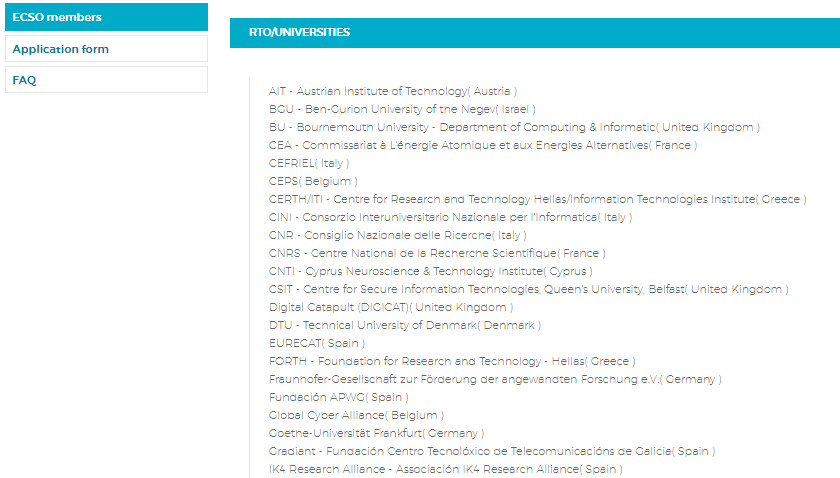 ECSO members
Application form
FAQ
RTO/UNIVERSITIES
AIT - Austrian Institute of Technology( Austria )
BGU - Ben-Gurion University of the Negev( Israel )
BU - Bournemouth University - Department of Computing & Informatic( United Kingdom )
CEA - Commissariat à L'énergie Atomique et aux Energies Alternatives( France )
CEFRIEL( Italy )
CEPS( Belgium )
CERTH/ITI - Centre for Research and Technology Hellas/Information Technologies Institute( Greece )
CINI - Consorzio Interuniversitario Nazionale per l'Informatica( Italy )
CNR - Consiglio Nazionale delle Ricerche( Italy )
CNRS - Centre National de la Recherche Scientifique( France )
CNTI - Cyprus Neuroscience & Technology Institute( Cyprus )
CSIT - Centre for Secure Information Technologies, Queen's University, Belfast( United Kingdom )
Digital Catapult (DIGICAT)( United Kingdom )
DTU - Technical University of Denmark( Denmark )
EURECAT( Spain )
FORTH - Foundation for Research and Technology - Hellas( Greece )
Fraunhofer-Gesellschaft zur Förderung der angewandten Forschung e.V.( Germany )
Fundación APWG( Spain )
Global Cyber Alliance( Belgium )
Goethe-Universität Frankfurt( Germany )
Gradiant - Fundación Centro Tecnolóxico de Telecomunicacións de Galicia( Spain )
IK4 Research Alliance - Associación IK4 Research Alliance( Spain )